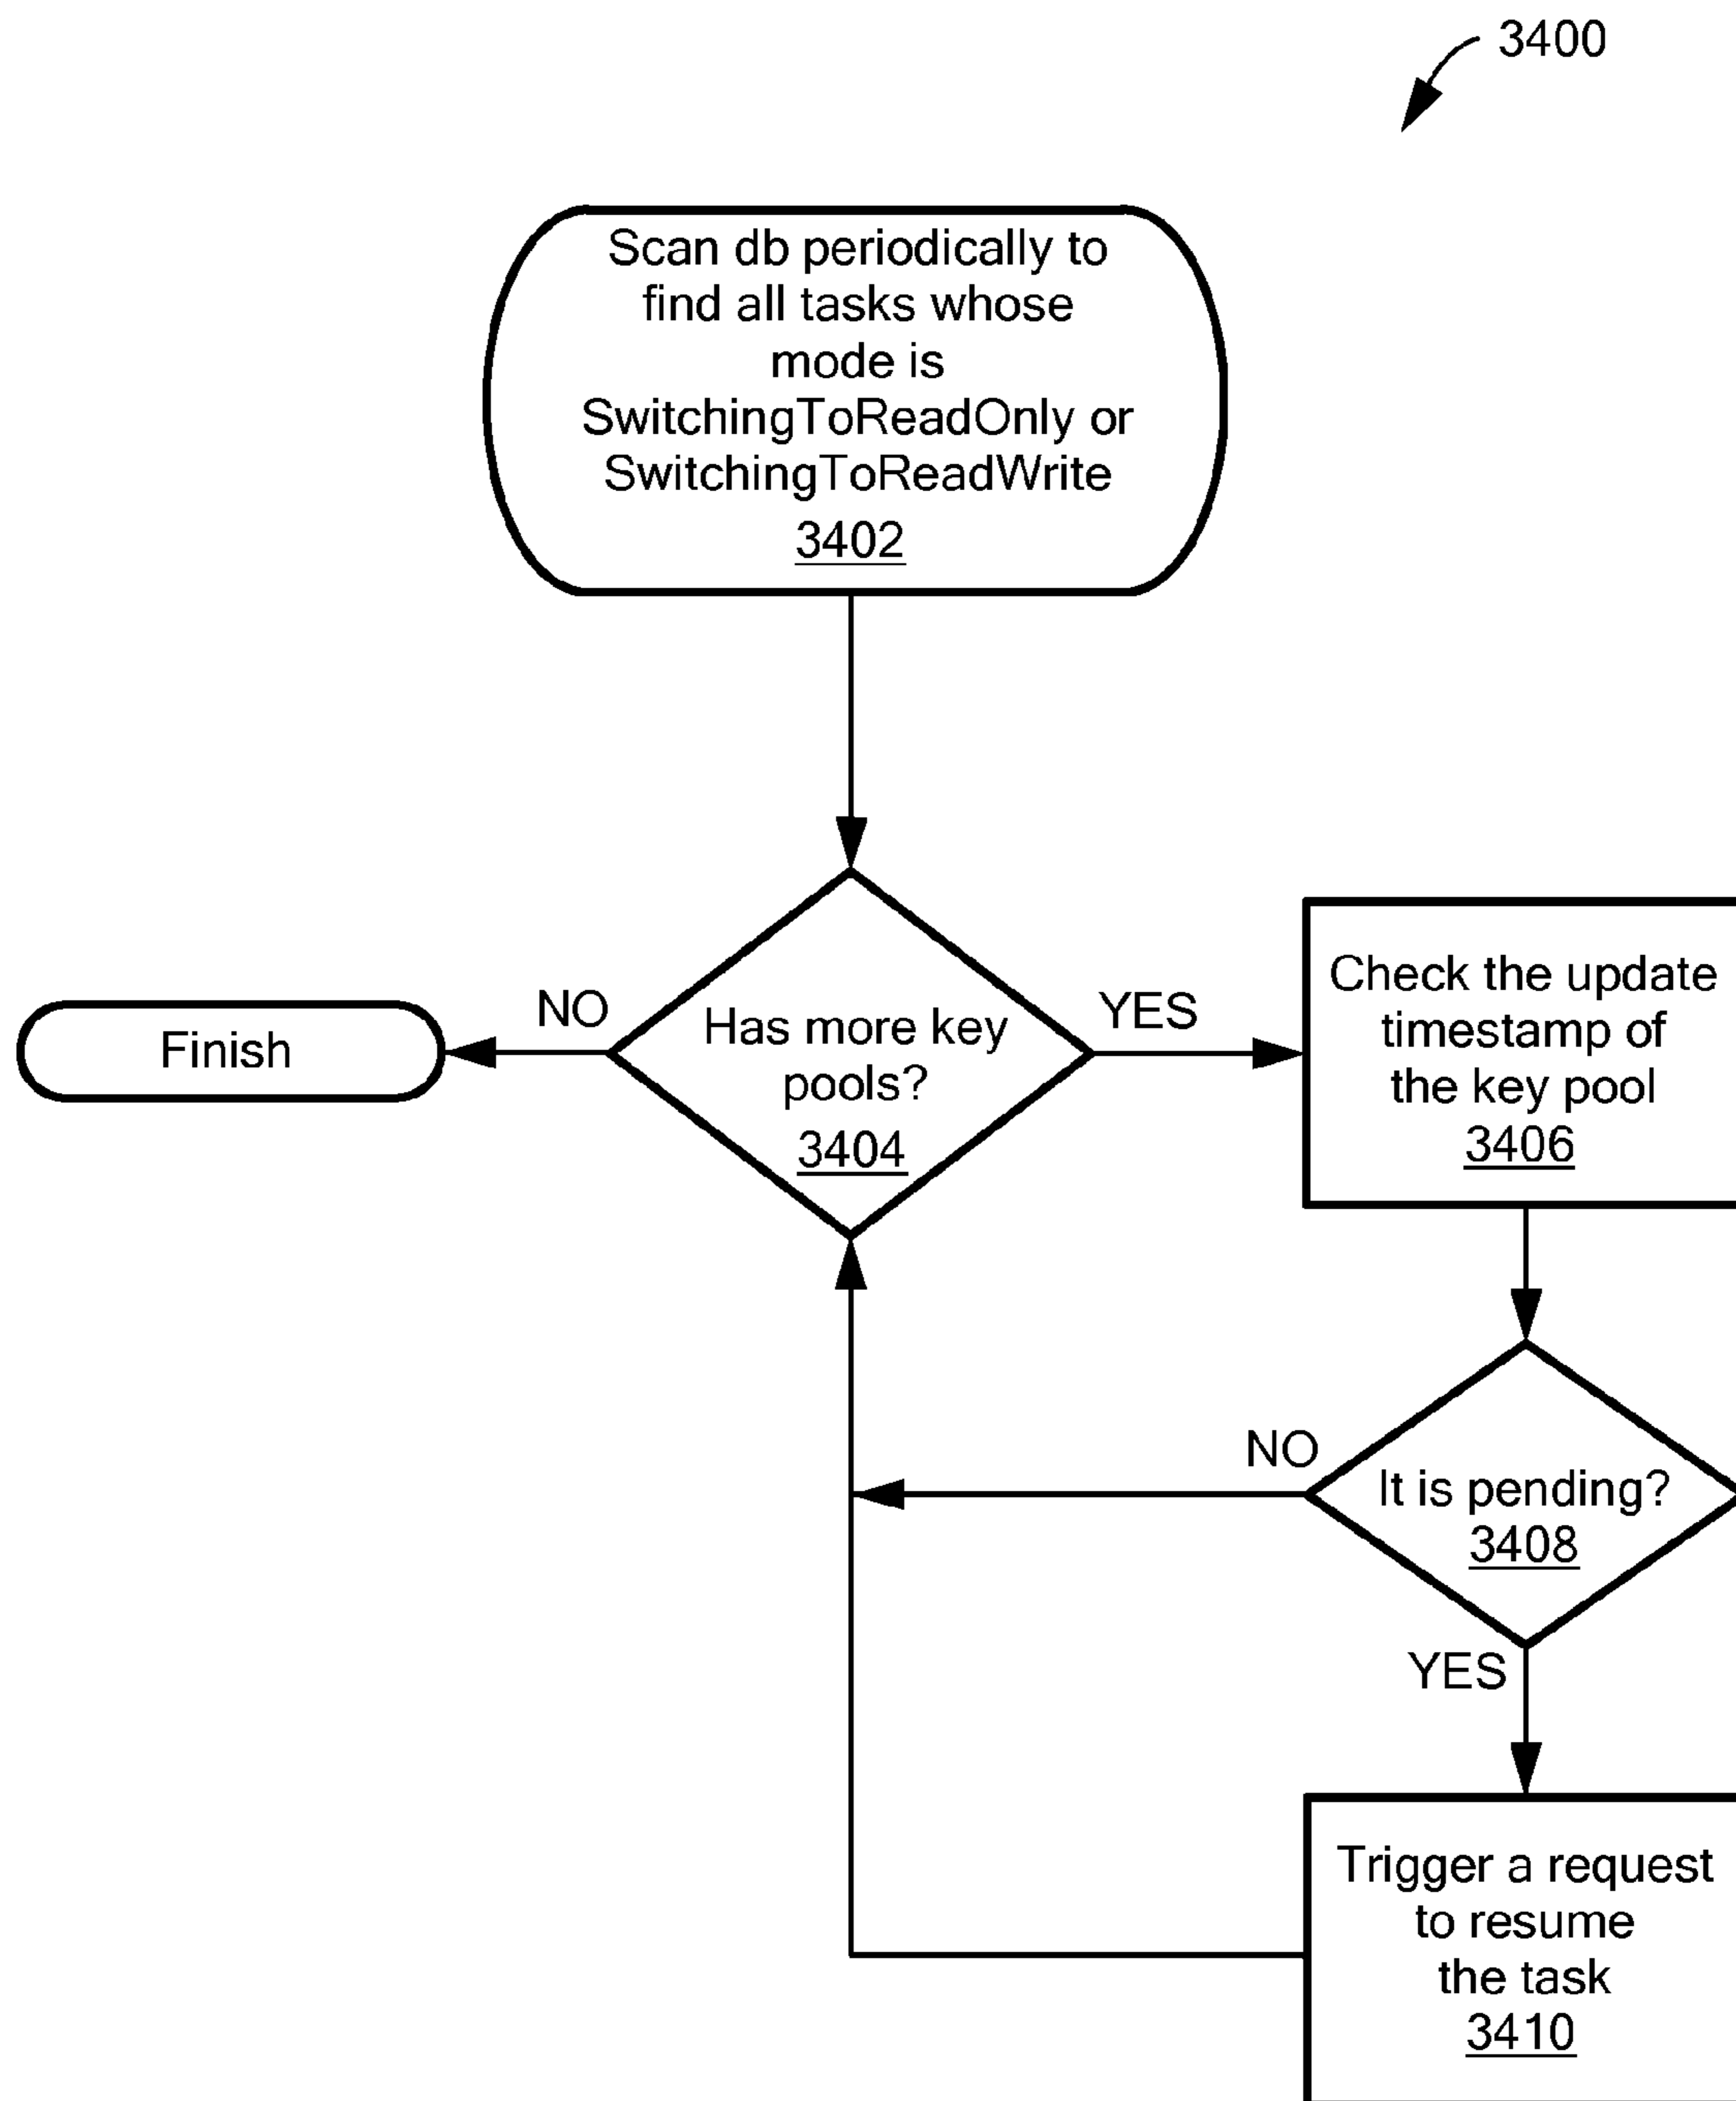 3400
Scan db periodically to
find all tasks whose
mode is
SwitchingToReadOnly or
SwitchingToReadWrite
3402
Finish
NO
Has more key
pools?
3404
YES
Check the update
timestamp of
the key pool
3406
NO
It is pending?
3408
YES
Trigger a request
to resume
the task
3410